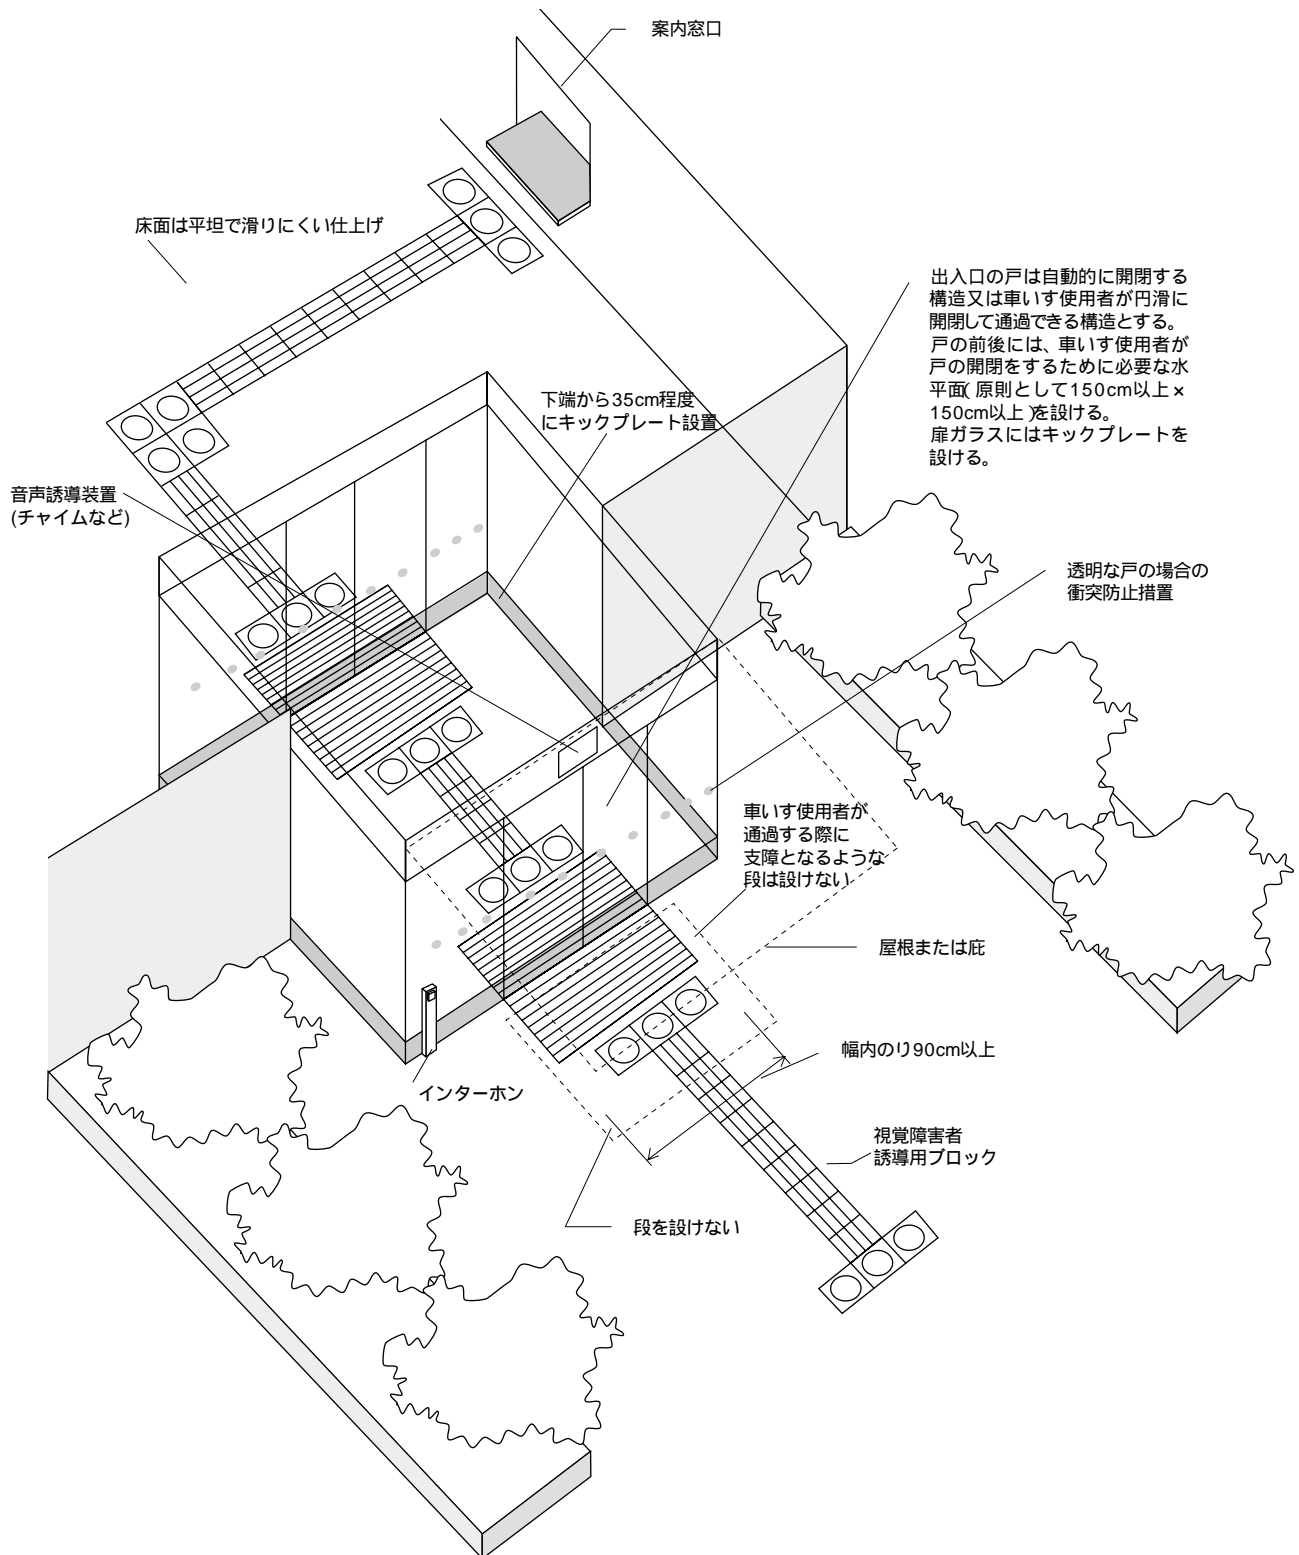 案内窓口
床面は平坦で滑りにくい仕上げ
出入口の戸は自動的に開閉する
構造又は車いす使用者が円滑に
開閉して通過できる構造とする。
戸の前後には、車いす使用者が
戸の開閉をするために必要な水
平面(原則として150cm以上×
150cm以上)を設ける。
扉ガラスにはキックプレートを
設ける。
下端から35cm程度
にキックプレート設置
音声誘導装置
(チャイムなど)
透明な戸の場合の
衝突防止措置
車いす使用者が
通過する際に
支障となるような
段は設けない
屋根または庇
幅内のり90cm以上
インターホン
視覚障害者
誘導用ブロック
段を設けない